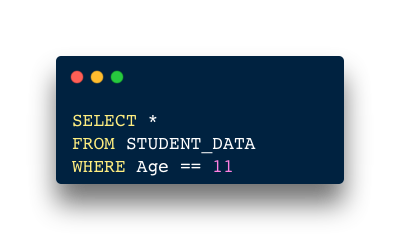 SELECT *
FROM STUDENT_DATA
WHERE Age == 11